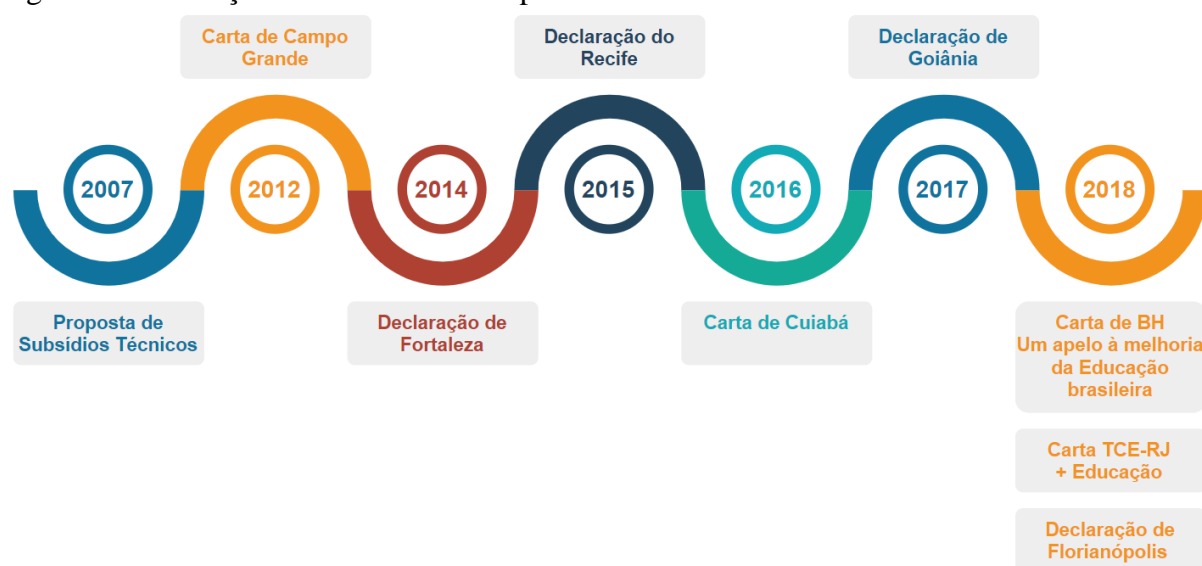 Carta de Campo
Grande
Declaração do
Recife
Declaração de
Goiânia
2007
2012
2014
2015
2016
2017
2018
Proposta de
Subsídios Técnicos
Declaração de
Fortaleza
Carta de Cuiabá
Carta de BH
Um apelo à melhoria
da Educação
brasileira
Carta TCE-RJ
+ Educação
Declaração de
Florianópolis